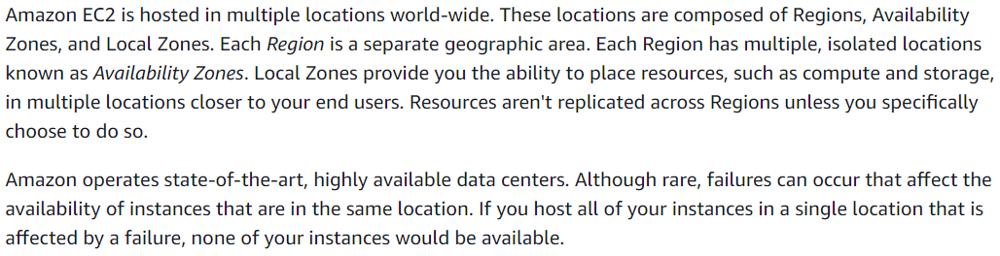 Amazon EC2 is hosted in multiple locations world-wide. These locations are composed of Regions, Availability
Zones, and Local Zones. Each Region is a separate geographic area. Each Region has multiple, isolated locations
known as Availability Zones. Local Zones provide you the ability to place resources, such as compute and storage,
in multiple locations closer to your end users. Resources aren't replicated across Regions unless you specifically
choose to do so.
Amazon operates state-of-the-art, highly available data centers. Although rare, failures can occur that affect the
availability of instances that are in the same location. If you host all of your instances in a single location that is
affected by a failure, none of your instances would be available.